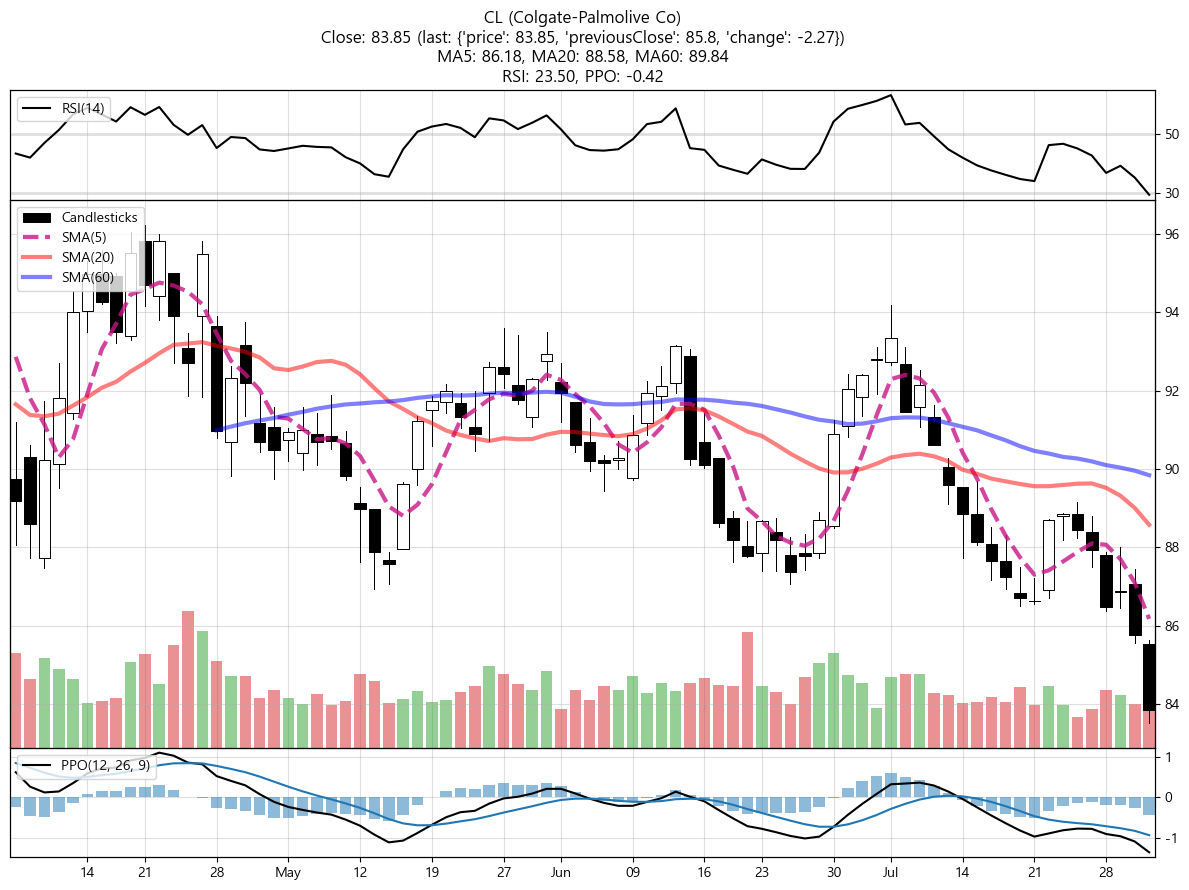 CL (Colgate-Palmolive Co)
Close: 83.85 (last: {'price': 83.85, 'previousClose': 85.8, 'change': -2.27})
MA5: 86.18, MA20: 88.58, MA60: 89.84
RSI: 23.50, PPO: -0.42
RSI(14)
50
30
Candlesticks
SMA(5)
SMA(20)
SMA(60)
96
94
92
90
88
86
84
PPO(12, 26, 9)
1
0
-1
14 21 28 May 12 19 27 Jun 09 16 23 30 Jul 14 21 28